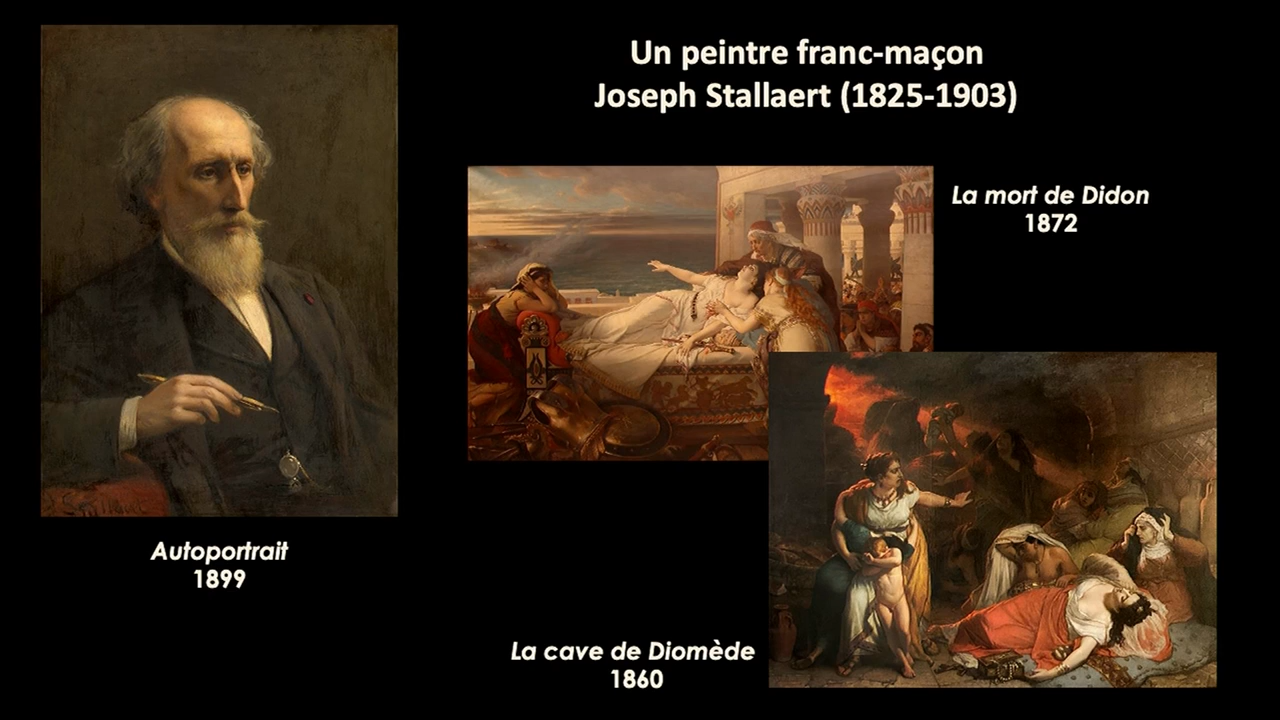 Un peintre franc-maçon
Joseph Stallaert (1825-1903)
La mort de Didon
1872
Autoportrait
1899
La cave de Diomède
1860